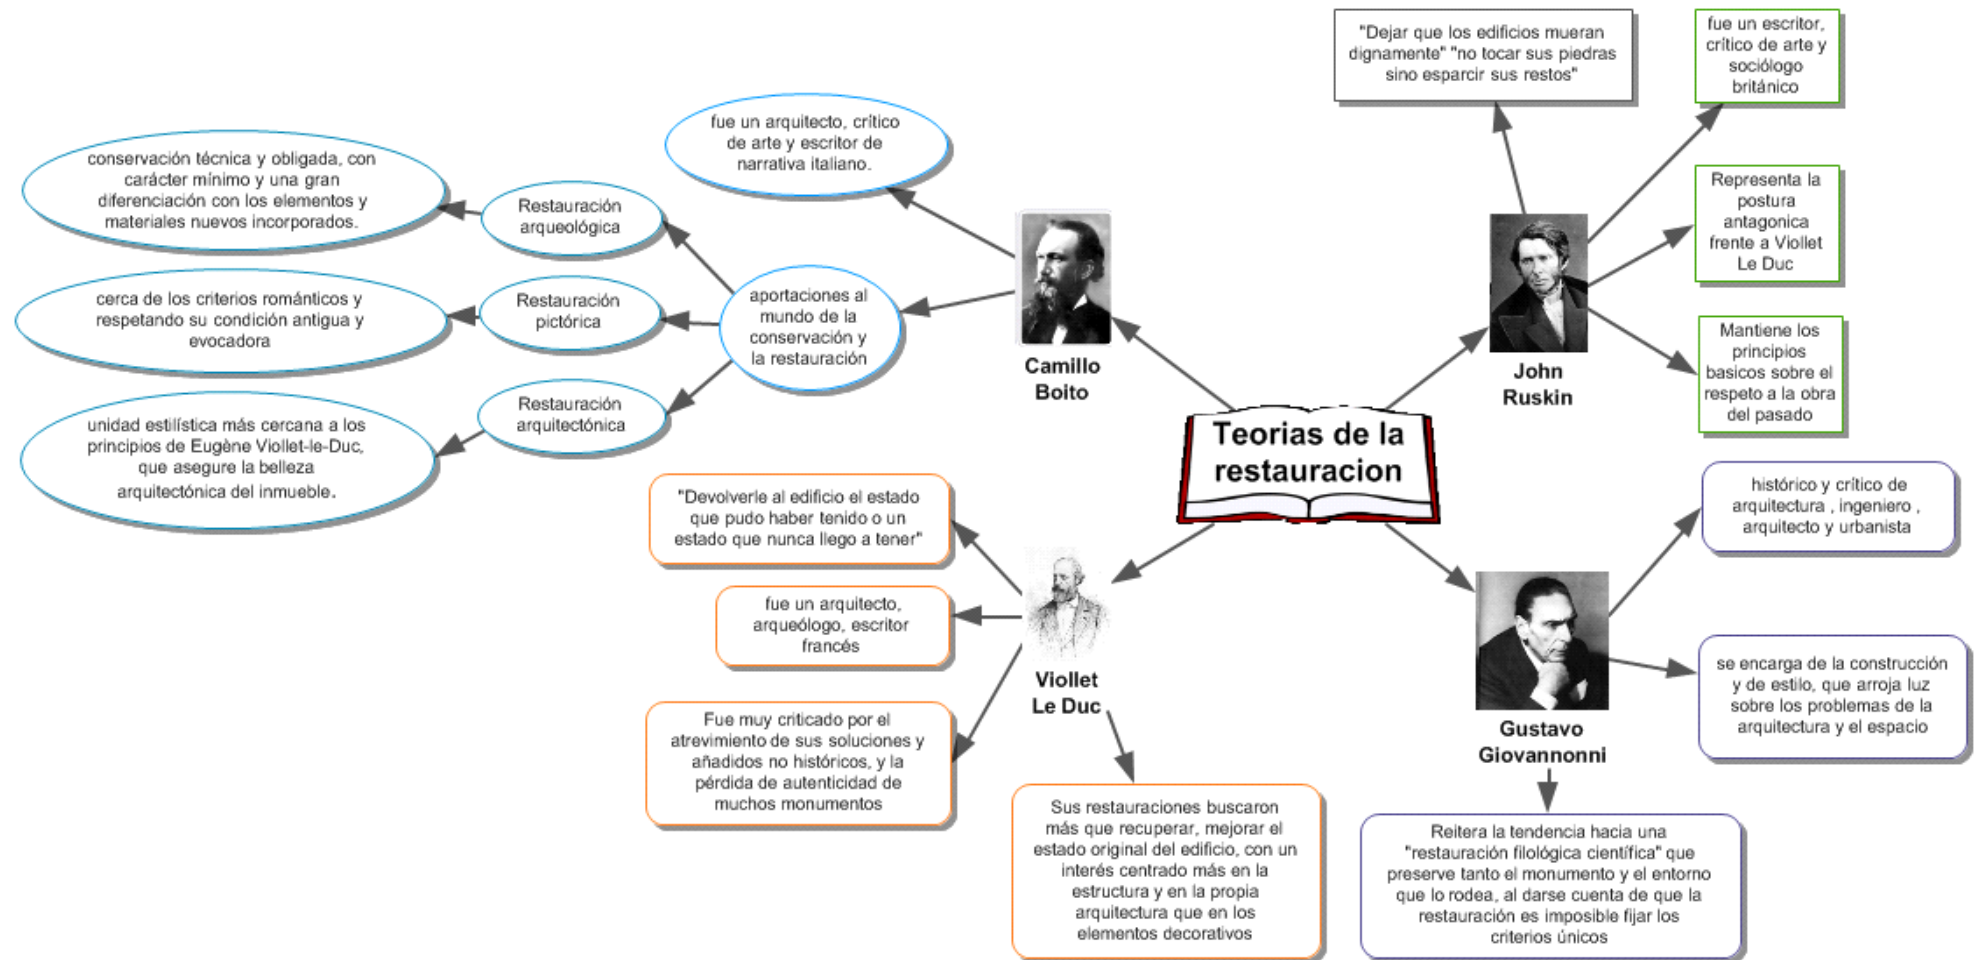 Teorias de la
restauracion
Camillo
Boito
fue un arquitecto, crítico
de arte y escritor de
narrativa italiano.
aportaciones al
mundo de la
conservación y
la restauración
Restauración
arqueológica
conservación técnica y obligada, con
carácter mínimo y una gran
diferenciación con los elementos y
materiales nuevos incorporados.
Restauración
pictórica
cerca de los criterios románticos y
respetando su condición antigua y
evocadora
Restauración
arquitectónica
unidad estilística más cercana a los
principios de Eugène Viollet-le-Duc,
que asegure la belleza
arquitectónica del inmueble.
John
Ruskin
"Dejar que los edificios mueran
dignamente" "no tocar sus piedras
sino esparcir sus restos"
fue un escritor,
crítico de arte y
sociólogo
británico
Representa la
postura
antagonica
frente a Viollet
Le Duc
Mantiene los
principios
basicos sobre el
respeto a la obra
del pasado
Viollet
Le Duc
"Devolverle al edificio el estado
que pudo haber tenido o un
estado que nunca llego a tener"
fue un arquitecto,
arqueólogo, escritor
francés
Fue muy criticado por el
atrevimiento de sus soluciones y
añadidos no históricos, y la
pérdida de autenticidad de
muchos monumentos
Sus restauraciones buscaron
más que recuperar, mejorar el
estado original del edificio, con un
interés centrado más en la
estructura y en la propia
arquitectura que en los
elementos decorativos
Gustavo
Giovannonni
histórico y crítico de
arquitectura , ingeniero ,
arquitecto y urbanista
se encarga de la construcción
y de estilo, que arroja luz
sobre los problemas de la
arquitectura y el espacio
Reitera la tendencia hacia una
"restauración filológica científica" que
preserve tanto el monumento y el entorno
que lo rodea, al darse cuenta de que la
restauración es imposible fijar los
criterios únicos